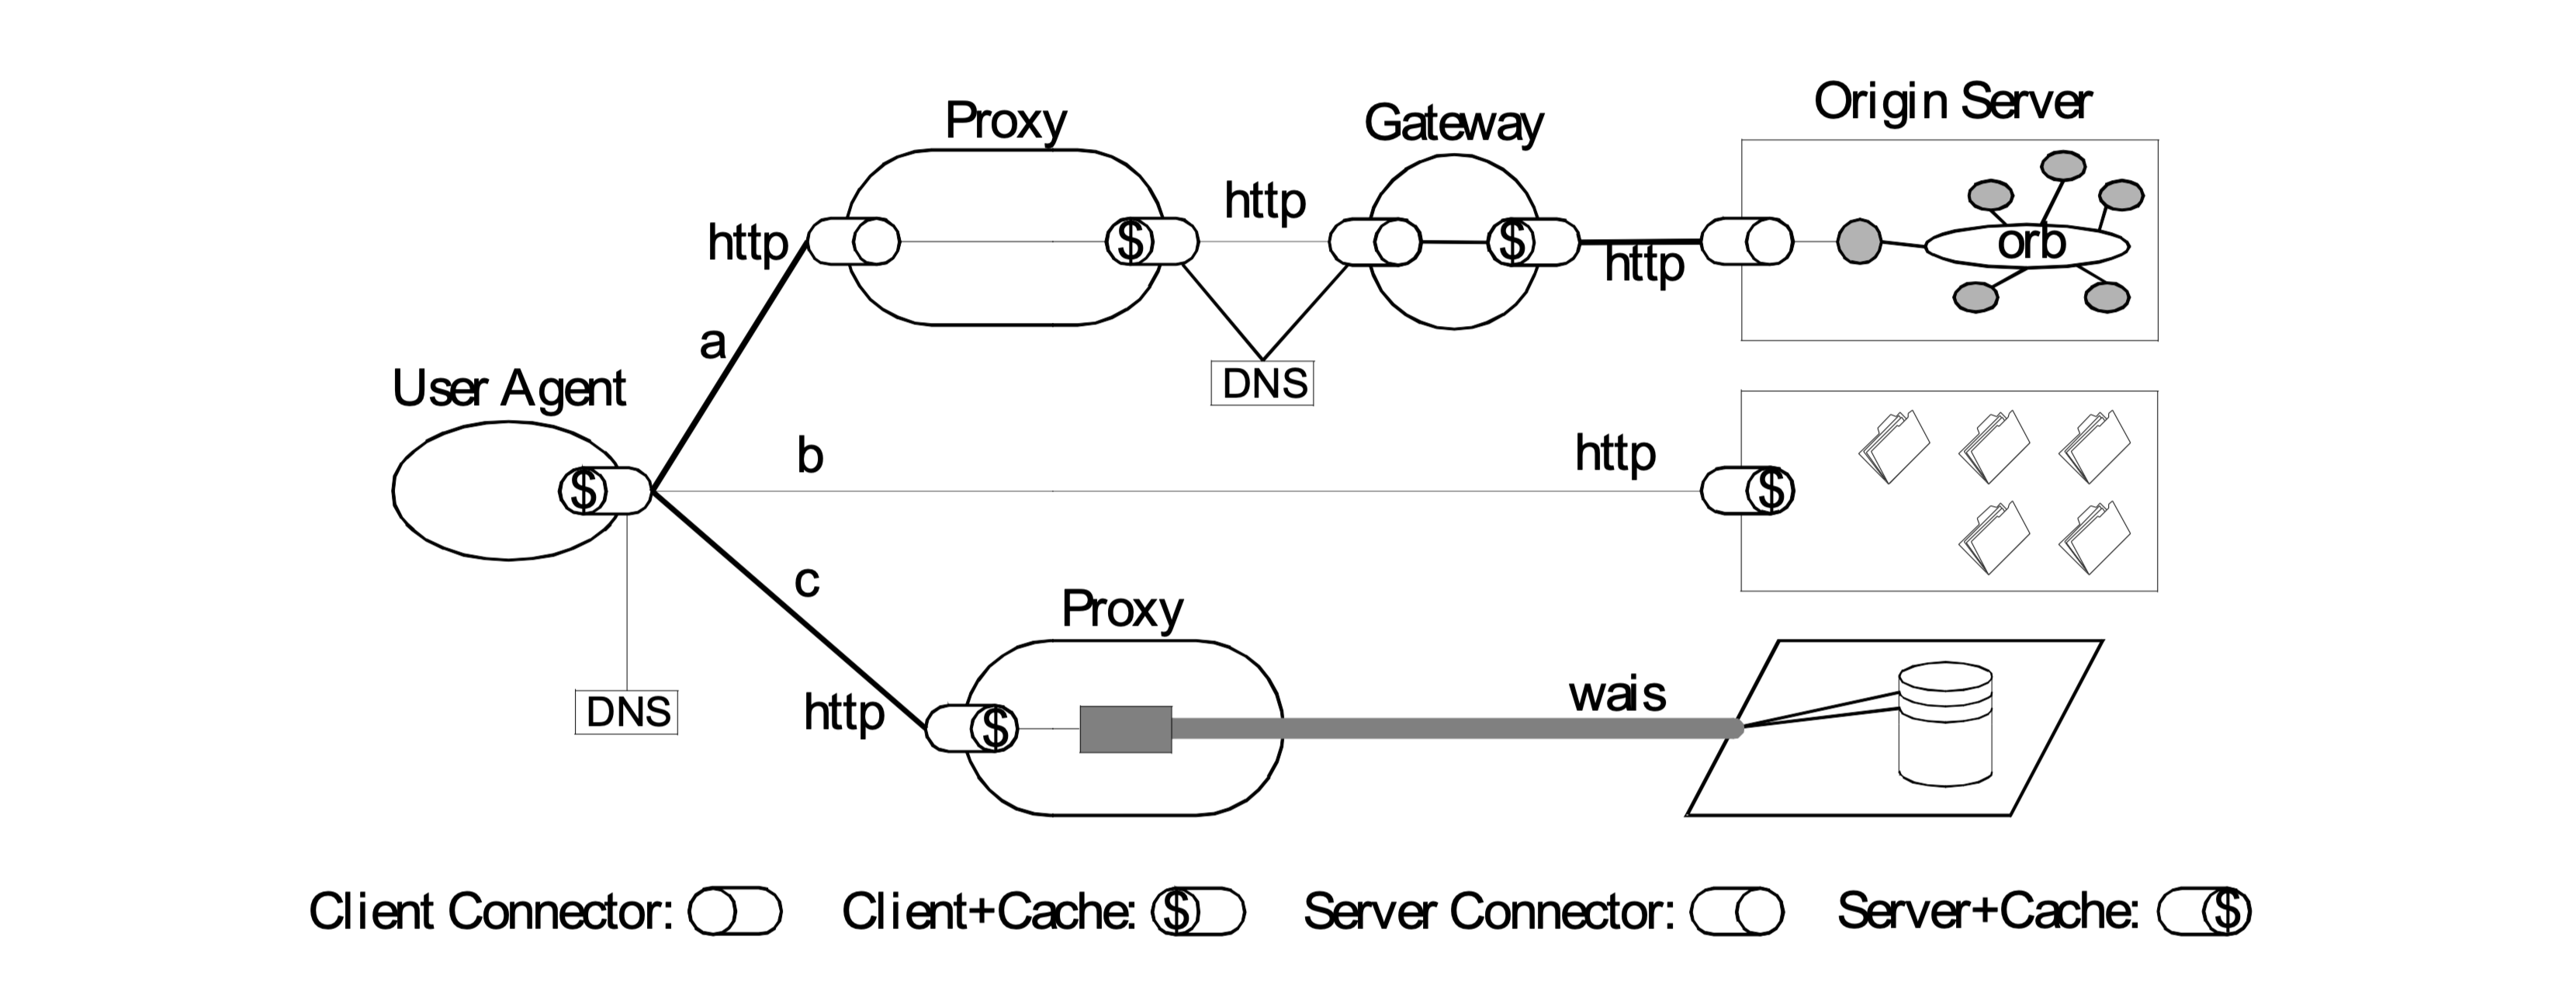 Origin Server
Proxy
Gateway
http
http
$
$
orb
http
a
DNS
User Agent
b
http
$
$
c
Proxy
wais
DNS
http
$
Client Connector:
Client+Cache: $
Server Connector:
Server+Cache: $